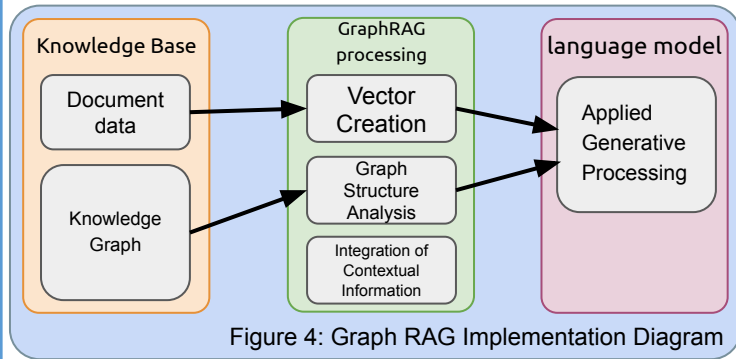 Knowledge Base
Document
data
Knowledge
Graph
GraphRAG
processing
Vector
Creation
Graph
Structure
Analysis
Integration of
Contextual
Information
language model
Applied
Generative
Processing
Figure 4: Graph RAG Implementation Diagram